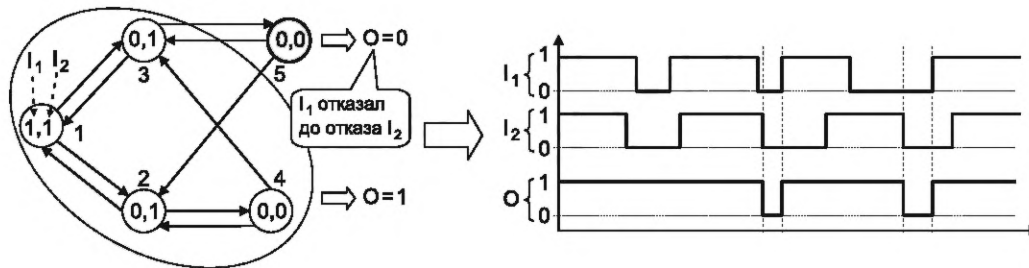 I1 I2
1,1
1
0,1
3
0,0
5
O=0
I1 отказал
до отказа I2
2
0,1
4
0,0
O=1
I1 { 1
0
I2 { 1
0
O { 1
0